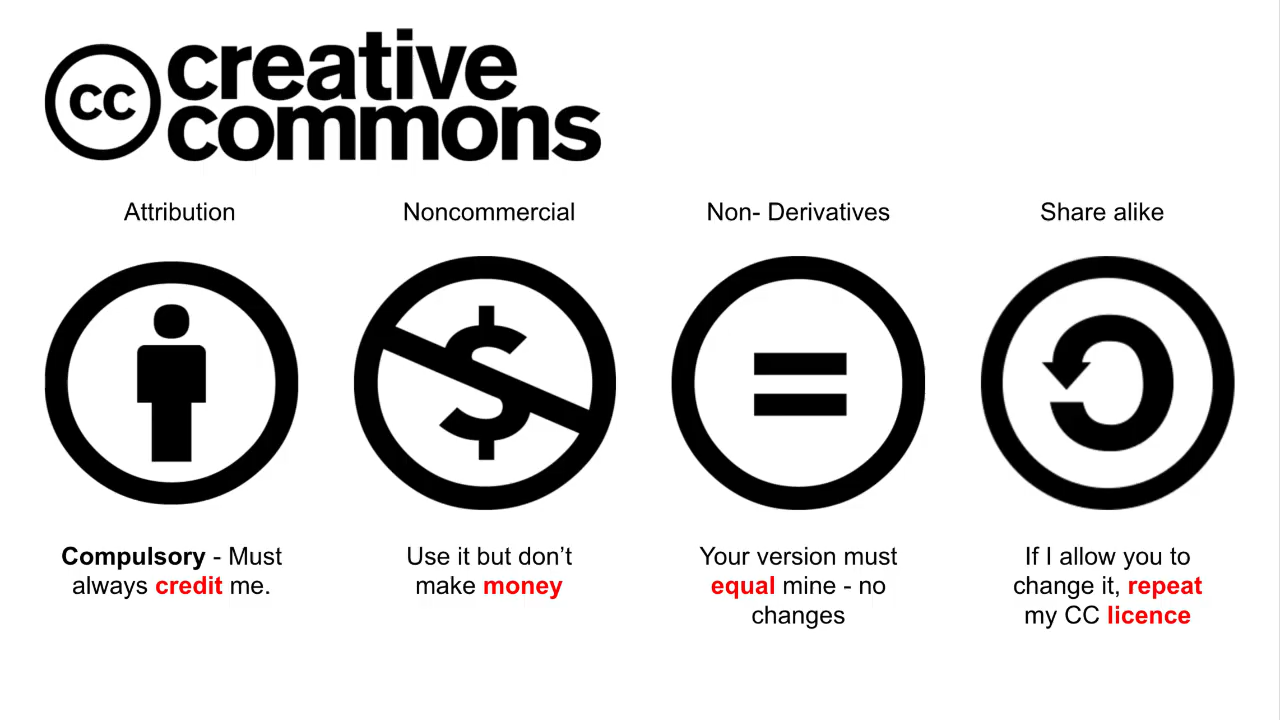 cc creative
commons
Attribution
Noncommercial
Non- Derivatives
Share alike
$
=
Compulsory - Must
always credit me.
Use it but don’t
make money
Your version must
equal mine - no
changes
If I allow you to
change it, repeat
my CC licence